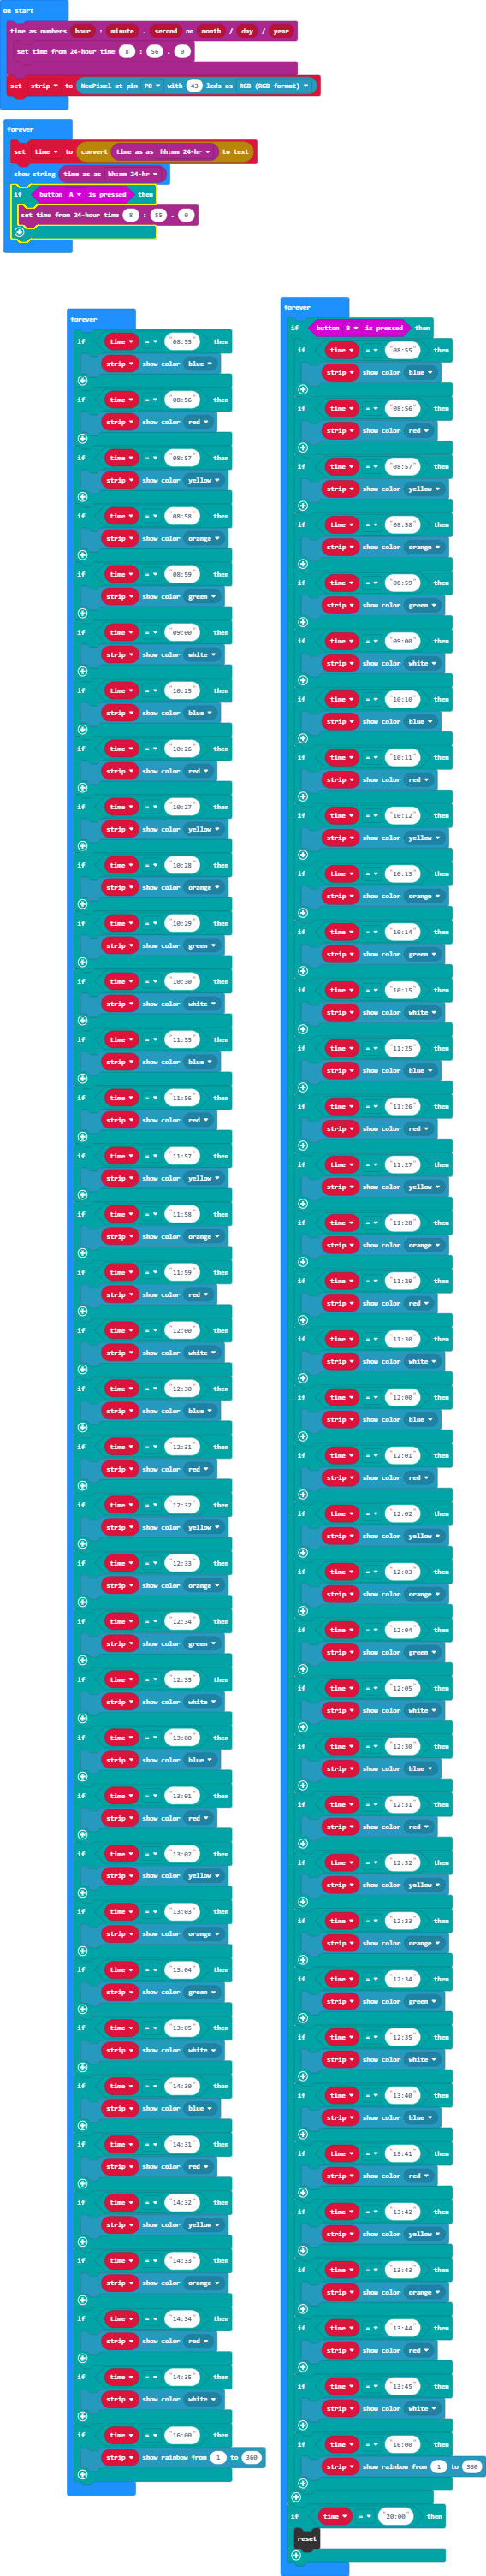 on start
time as numbers hour : minute . second on month / day / year
set time from 24-hour time 8 : 56 . 0
set strip to NeoPixel at pin P0 with 43 leds as RGB (RGB format)
forever
set time to convert time as as hh:mm 24-hr to text
show string time as as hh:mm 24-hr
if button A is pressed then
set time from 24-hour time 8 : 55 . 0
forever
if time = "08:55" then
strip show color blue
if time = "08:56" then
strip show color red
if time = "08:57" then
strip show color yellow
if time = "08:58" then
strip show color orange
if time = "08:59" then
strip show color green
if time = "09:00" then
strip show color white
if time = "10:25" then
strip show color blue
if time = "10:26" then
strip show color red
if time = "10:27" then
strip show color yellow
if time = "10:28" then
strip show color orange
if time = "10:29" then
strip show color green
if time = "10:30" then
strip show color white
if time = "11:55" then
strip show color blue
if time = "11:56" then
strip show color red
if time = "11:57" then
strip show color yellow
if time = "11:58" then
strip show color orange
if time = "11:59" then
strip show color red
if time = "12:00" then
strip show color white
if time = "12:30" then
strip show color blue
if time = "12:31" then
strip show color red
if time = "12:32" then
strip show color yellow
if time = "12:33" then
strip show color orange
if time = "12:34" then
strip show color green
if time = "12:35" then
strip show color white
if time = "13:00" then
strip show color blue
if time = "13:01" then
strip show color red
if time = "13:02" then
strip show color yellow
if time = "13:03" then
strip show color orange
if time = "13:04" then
strip show color green
if time = "13:05" then
strip show color white
if time = "14:30" then
strip show color blue
if time = "14:31" then
strip show color red
if time = "14:32" then
strip show color yellow
if time = "14:33" then
strip show color orange
if time = "14:34" then
strip show color red
if time = "14:35" then
strip show color white
if time = "16:00" then
strip show rainbow from 1 to 360
forever
if button B is pressed then
if time = "08:55" then
strip show color blue
if time = "08:56" then
strip show color red
if time = "08:57" then
strip show color yellow
if time = "08:58" then
strip show color orange
if time = "08:59" then
strip show color green
if time = "09:00" then
strip show color white
if time = "10:10" then
strip show color blue
if time = "10:11" then
strip show color red
if time = "10:12" then
strip show color yellow
if time = "10:13" then
strip show color orange
if time = "10:14" then
strip show color green
if time = "10:15" then
strip show color white
if time = "11:25" then
strip show color blue
if time = "11:26" then
strip show color red
if time = "11:27" then
strip show color yellow
if time = "11:28" then
strip show color orange
if time = "11:29" then
strip show color red
if time = "11:30" then
strip show color white
if time = "12:00" then
strip show color blue
if time = "12:01" then
strip show color red
if time = "12:02" then
strip show color yellow
if time = "12:03" then
strip show color orange
if time = "12:04" then
strip show color green
if time = "12:05" then
strip show color white
if time = "12:30" then
strip show color blue
if time = "12:31" then
strip show color red
if time = "12:32" then
strip show color yellow
if time = "12:33" then
strip show color orange
if time = "12:34" then
strip show color green
if time = "12:35" then
strip show color white
if time = "13:40" then
strip show color blue
if time = "13:41" then
strip show color red
if time = "13:42" then
strip show color yellow
if time = "13:43" then
strip show color orange
if time = "13:44" then
strip show color red
if time = "13:45" then
strip show color white
if time = "16:00" then
strip show rainbow from 1 to 360
if time = "20:00" then
reset